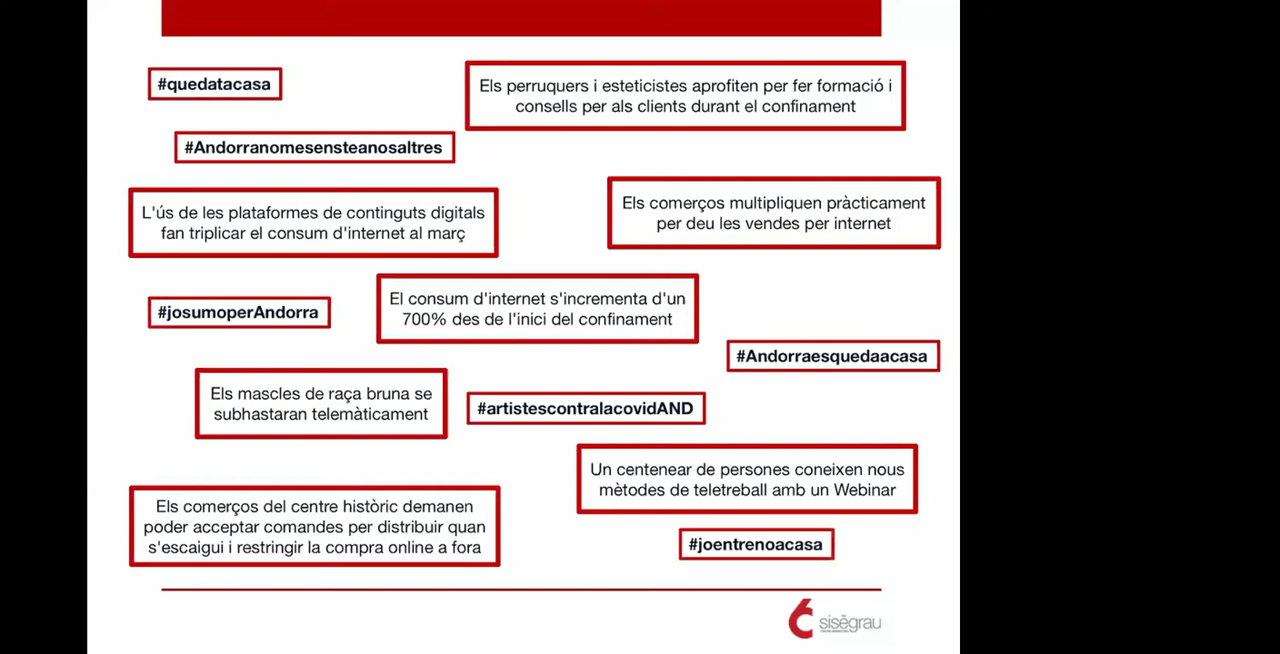 #quedatacasa
Els perruquers i esteticistes aprofiten per fer formació i
consells per als clients durant el confinament
#Andorranomesensteanosaltres
L'ús de les plataformes de continguts digitals
fan triplicar el consum d'internet al març
Els comerços multipliquen pràcticament
per deu les vendes per internet
El consum d'internet s'incrementa d'un
700% des de l'inici del confinament
#josumoperAndorra
#Andorraesquedaacasa
Els mascles de raça bruna se
subhastaran telemàticament
#artistescontralacovidAND
Un centenear de persones coneixen nous
mètodes de teletreball amb un Webinar
Els comerços del centre històric demanen
poder acceptar comandes per distribuir quan
s'escaigui i restringir la compra online a fora
#joentrenoacasa
sisēgrau